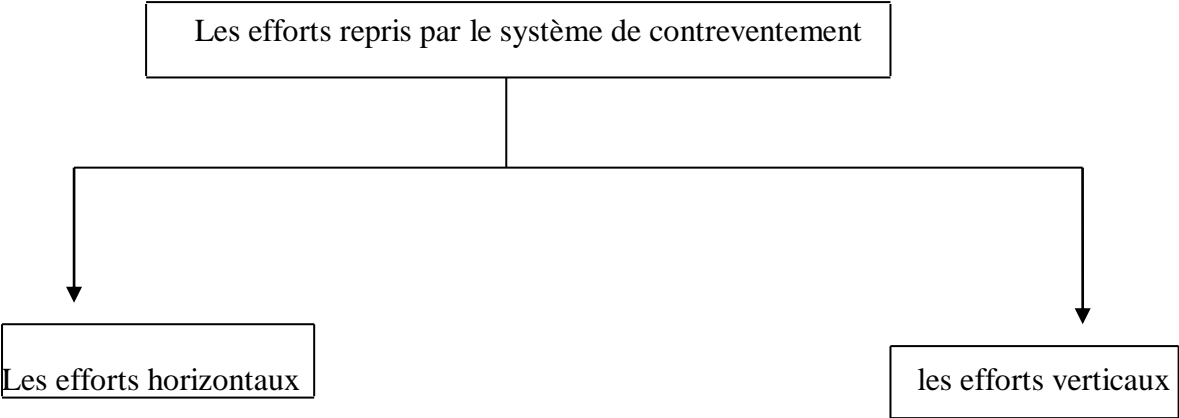 Les efforts repris par le système de contreventement
Les efforts horizontaux
les efforts verticaux